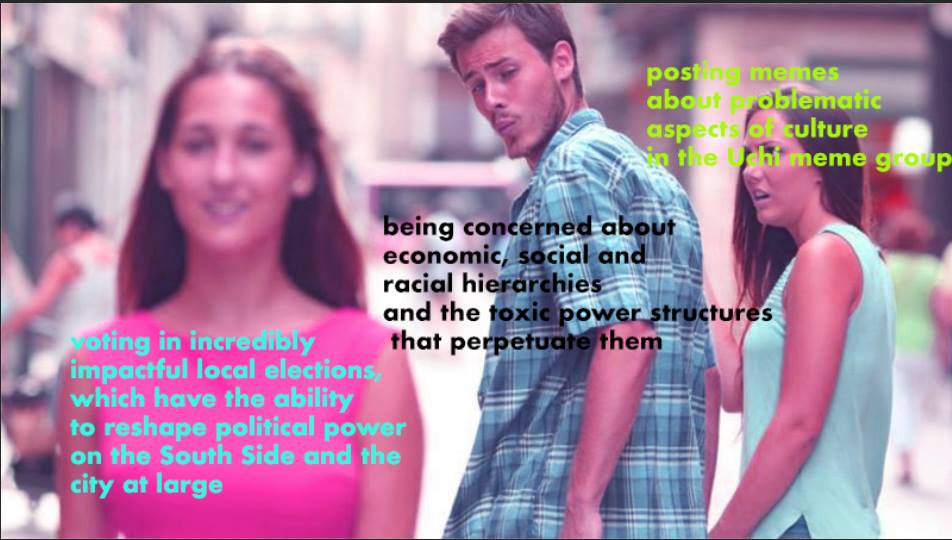 posting memes
about problematic
aspects of culture
in the Uchi meme group
being concerned about
economic, social and
racial hierarchies
and the toxic power structures
that perpetuate them
voting in incredibly
impactful local elections,
which have the ability
to reshape political power
on the South Side and the
city at large